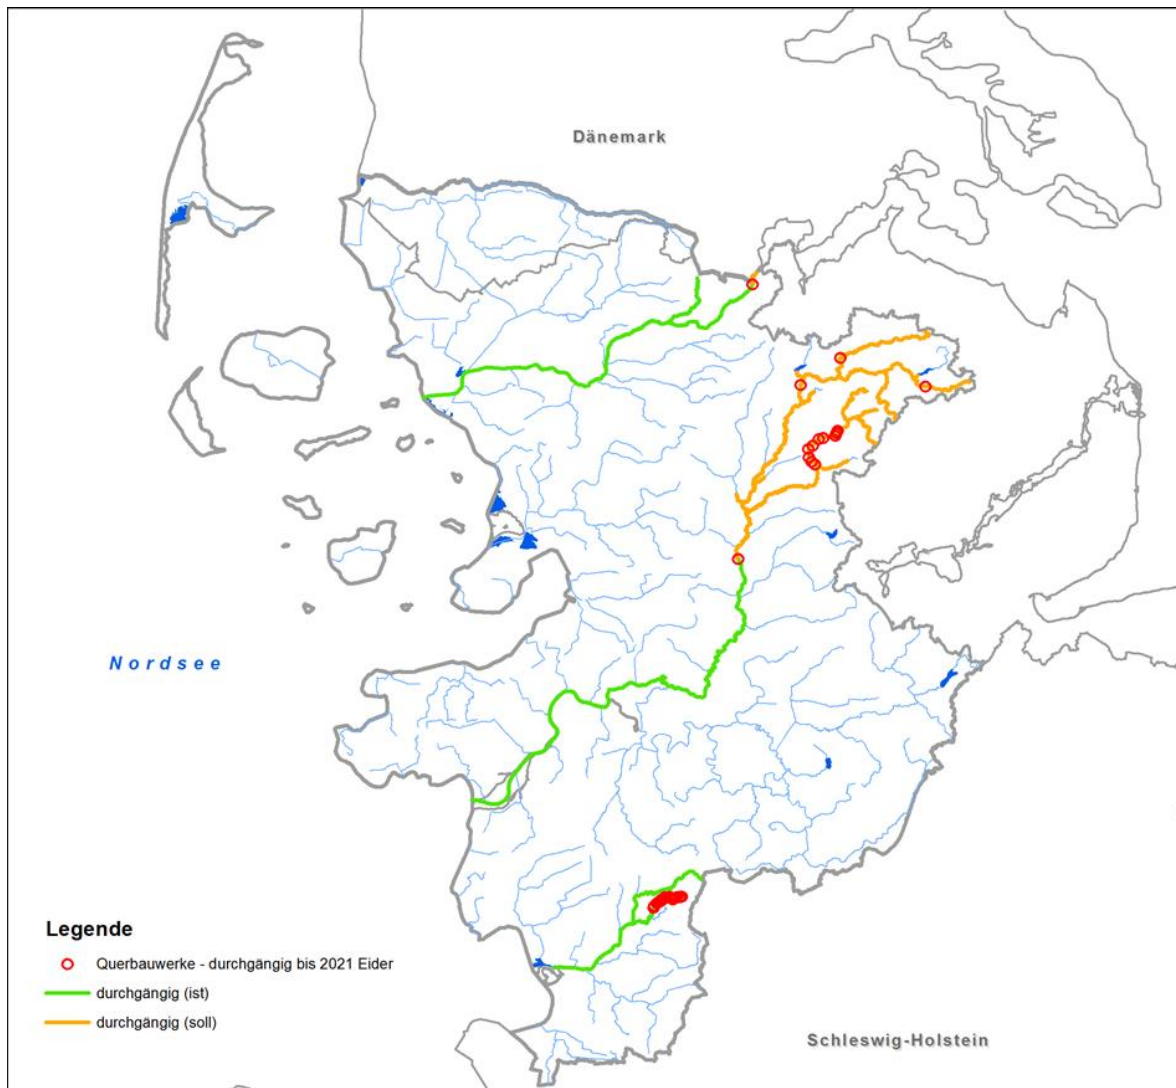 Dänemark
Nordsee
Legende
Querbauwerke - durchgängig bis 2021 Eider
durchgängig (ist)
durchgängig (soll)
Schleswig-Holstein